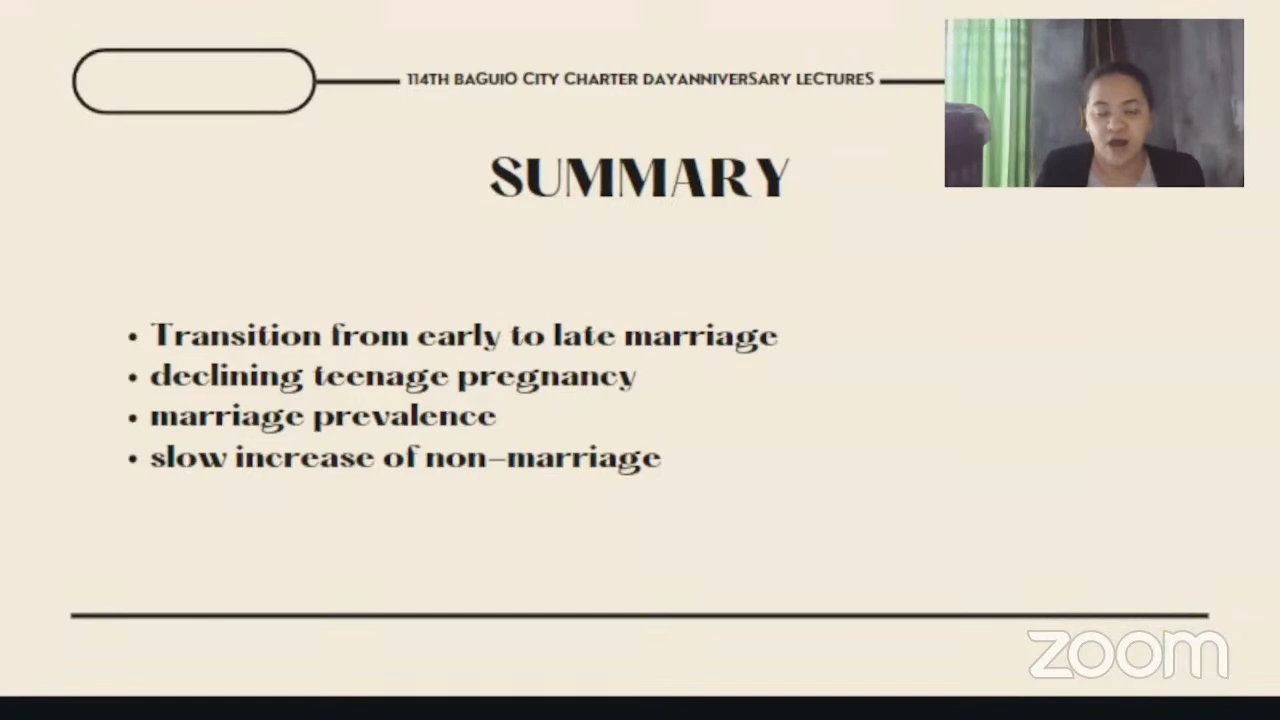 114TH BAGUIO CITY CHARTER DAYANNIVERSARY LECTURES
SUMMARY
• Transition from early to late marriage
• declining teenage pregnancy
• marriage prevalence
• slow increase of non-marriage
zoom